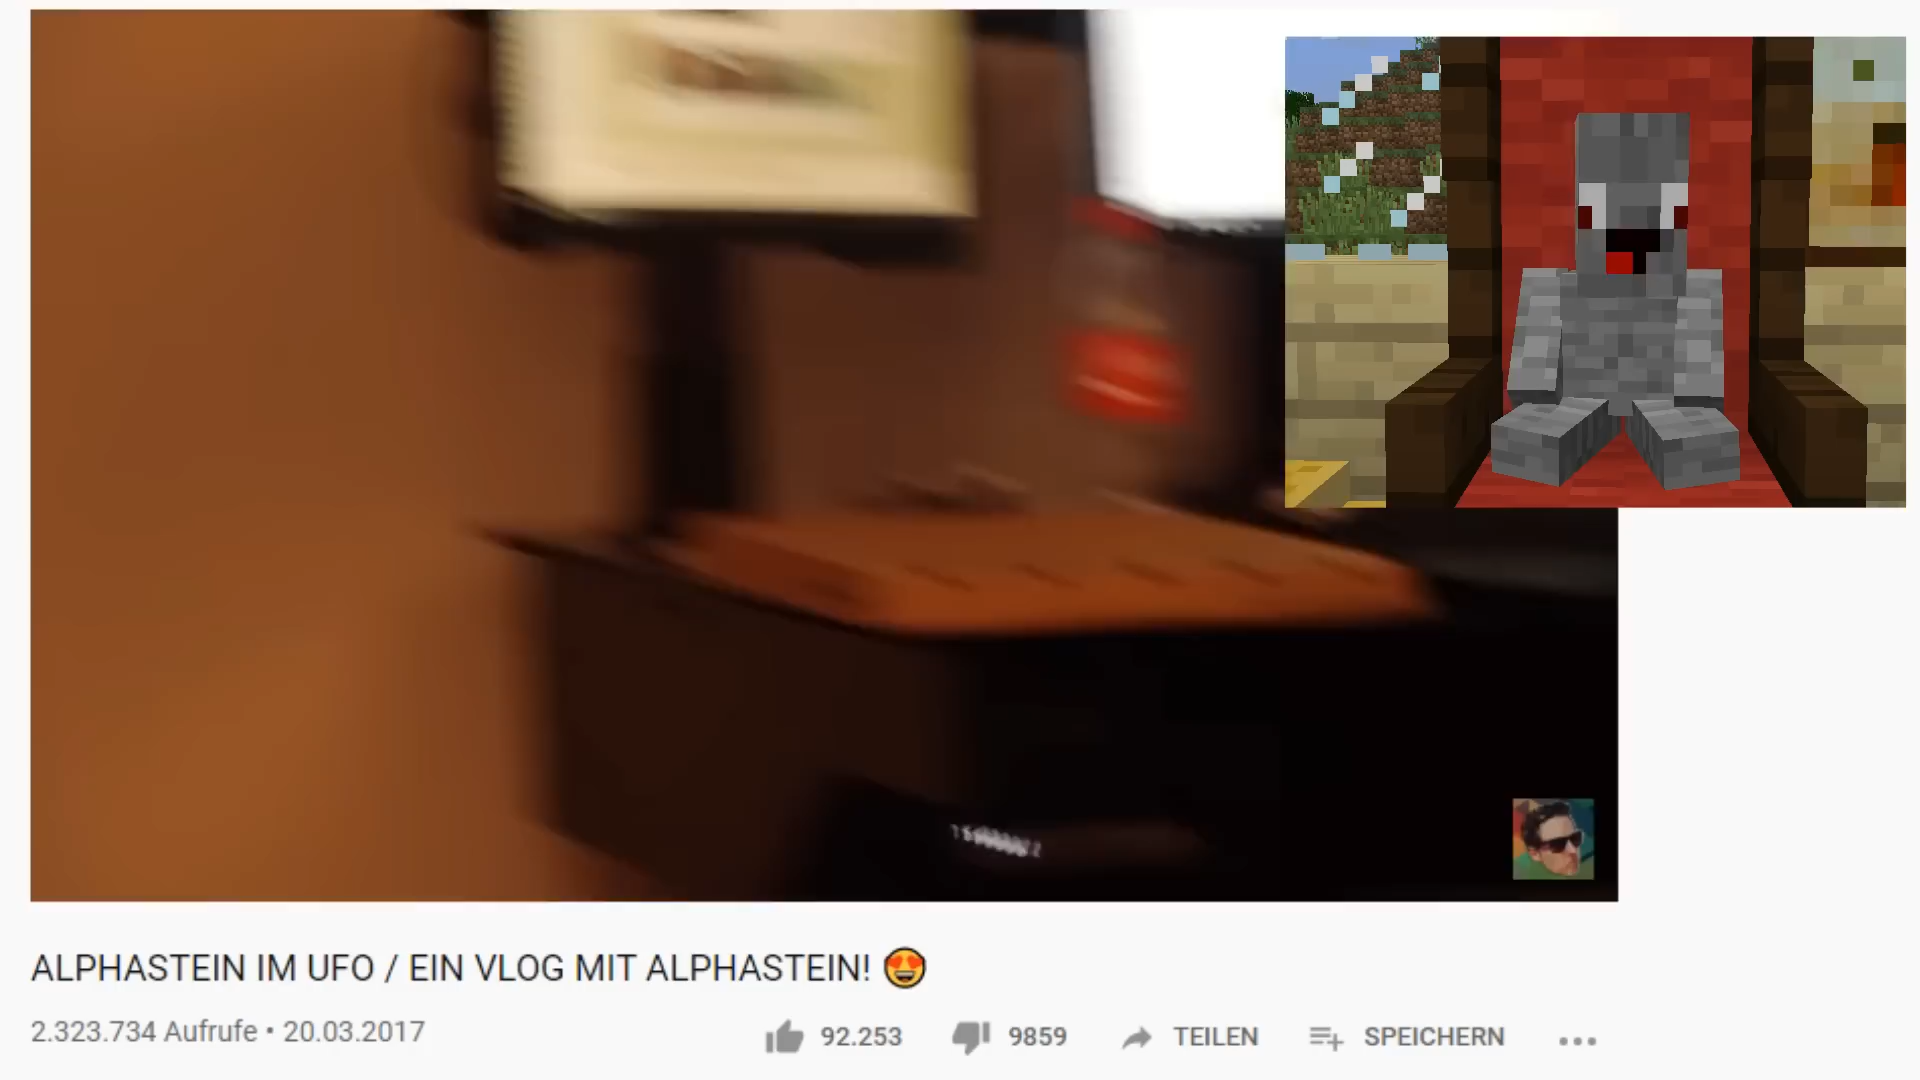 ALPHASTEIN IM UFO / EIN VLOG MIT ALPHASTEIN! 😍
2.323.734 Aufrufe • 20.03.2017
92.253
9859
TEILEN
SPEICHERN